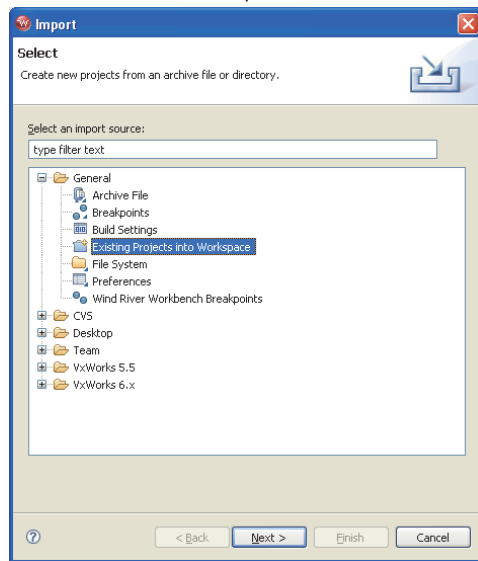 Import
Select
Create new projects from an archive file or directory.
Select an import source:
type filter text
General
Archive File
Breakpoints
Build Settings
Existing Projects into Workspace
File System
Preferences
Wind River Workbench Breakpoints
CVS
Desktop
Team
VxWorks 5.5
VxWorks 6.x
? < Back Next > Finish Cancel